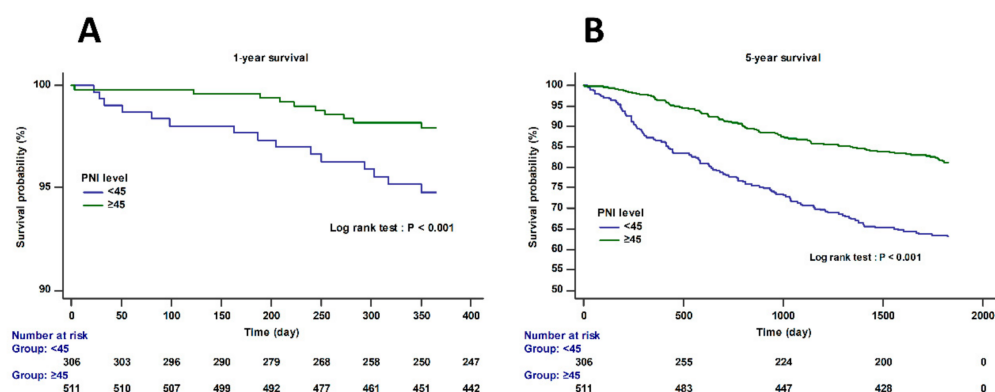 A
1-year survival
Survival probability (%)
100
95
90
PNI level
<45
≥45
Log rank test : P < 0.001
0 50 100 150 200 250 300 350 400
Time (day)
Number at risk
Group: <45
306 303 296 290 279 268 258 250 247
Group: ≥45
511 510 507 499 492 477 461 451 442
B
5-year survival
Survival probability (%)
100
95
90
85
80
75
70
65
60
55
50
PNI level
<45
≥45
Log rank test : P < 0.001
0 500 1000 1500 2000
Time (day)
Number at risk
Group: <45
306 255 224 200 0
Group: ≥45
511 483 447 428 0